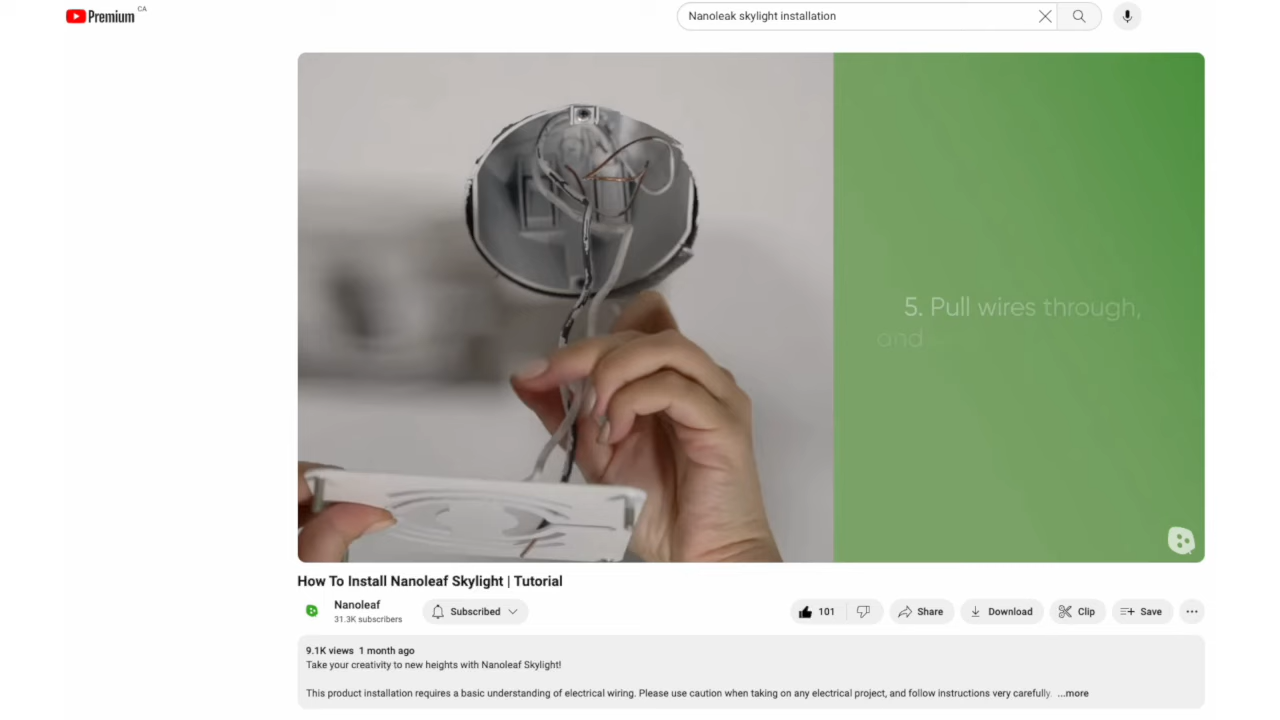 Premium CA
Nanoleak skylight installation
5. Pull wires through,
and
How To Install Nanoleaf Skylight | Tutorial
Nanoleaf
31.3K subscribers
Subscribed
101
Share
Download
Clip
Save
9.1K views 1 month ago
Take your creativity to new heights with Nanoleaf Skylight!
This product installation requires a basic understanding of electrical wiring. Please use caution when taking on any electrical project, and follow instructions very carefully. ...more